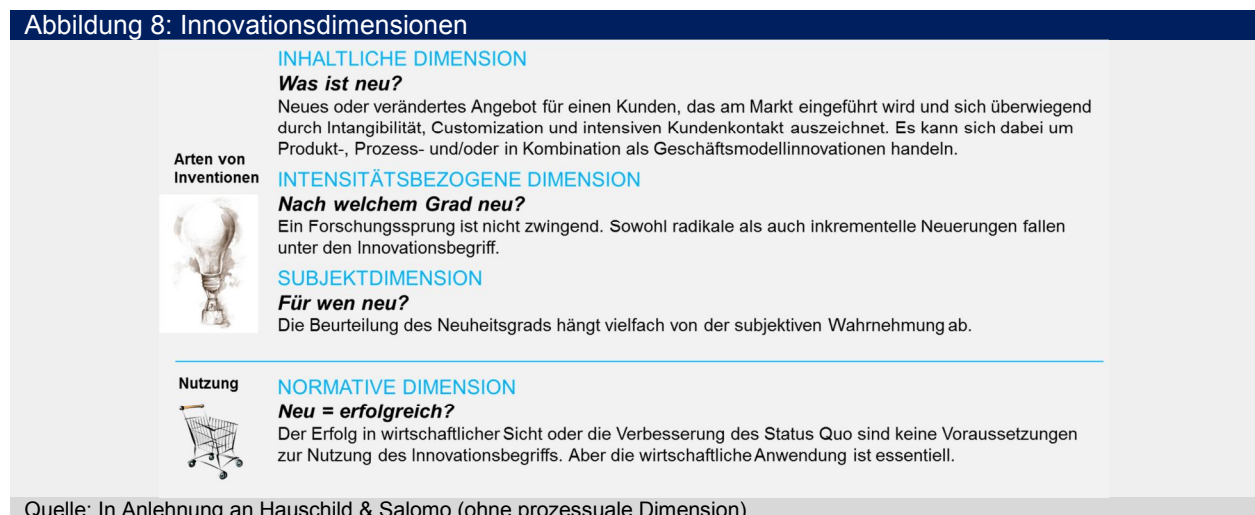 Abbildung 8: Innovationsdimensionen
INHALTLICHE DIMENSION
Was ist neu?
Neues oder verändertes Angebot für einen Kunden, das am Markt eingeführt wird und sich überwiegend
durch Intangibilität, Customization und intensiven Kundenkontakt auszeichnet. Es kann sich dabei um
Produkt-, Prozess- und/oder in Kombination als Geschäftsmodellinnovationen handeln.
Arten von
Inventionen
INTENSITÄTSBEZOGENE DIMENSION
Nach welchem Grad neu?
Ein Forschungssprung ist nicht zwingend. Sowohl radikale als auch inkrementelle Neuerungen fallen
unter den Innovationsbegriff.
SUBJEKTDIMENSION
Für wen neu?
Die Beurteilung des Neuheitsgrads hängt vielfach von der subjektiven Wahrnehmung ab.
Nutzung
NORMATIVE DIMENSION
Neu = erfolgreich?
Der Erfolg in wirtschaftlicher Sicht oder die Verbesserung des Status Quo sind keine Voraussetzungen
zur Nutzung des Innovationsbegriffs. Aber die wirtschaftliche Anwendung ist essentiell.
Quelle: In Anlehnung an Hauschild & Salomo (ohne prozessuale Dimension)